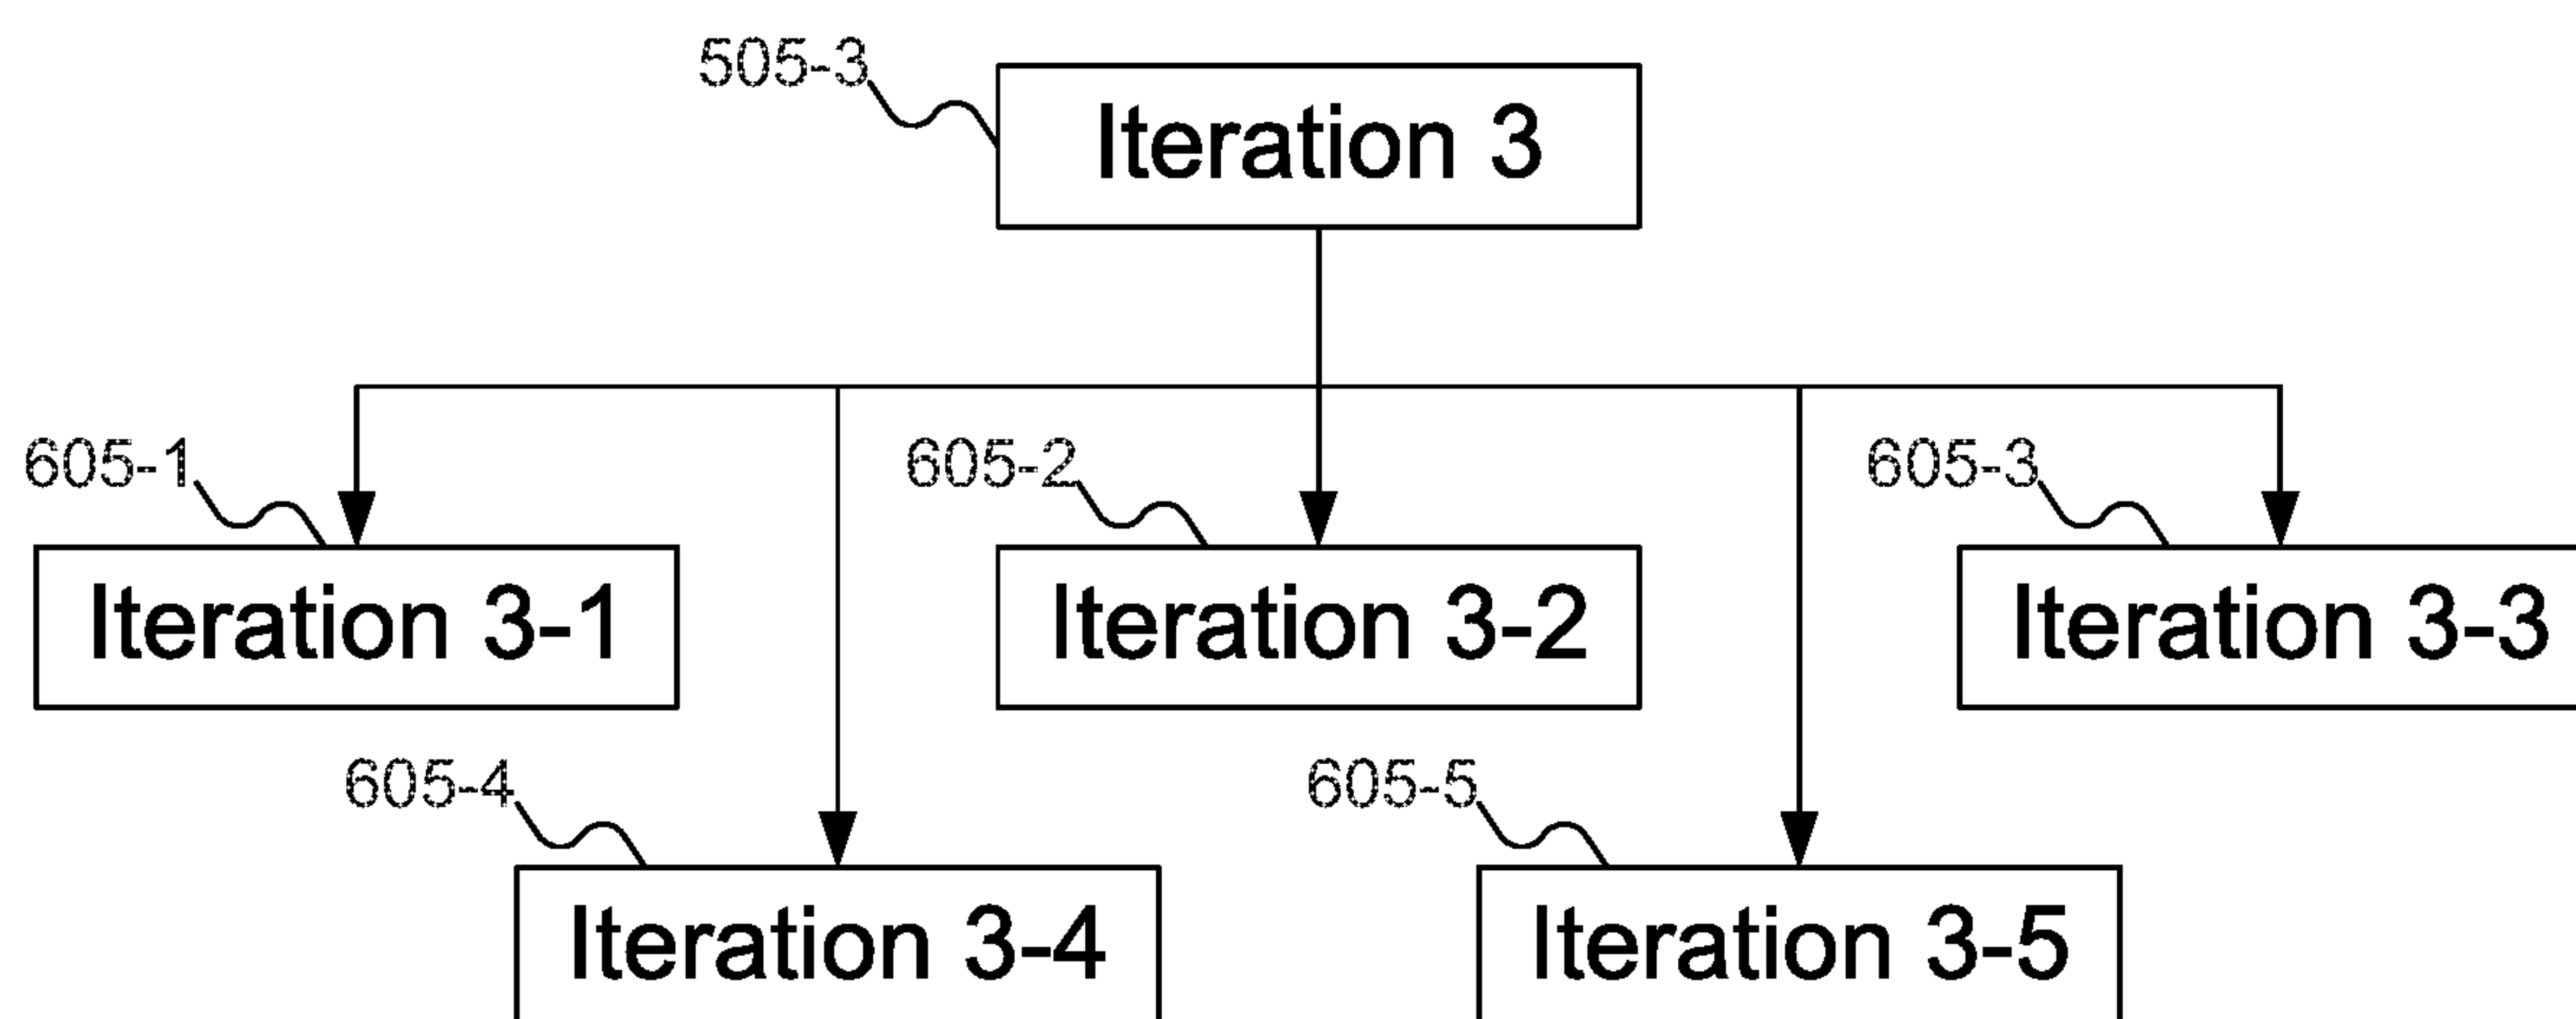 505-3
Iteration 3
605-1
605-2
605-3
Iteration 3-1
Iteration 3-2
Iteration 3-3
605-4
605-5
Iteration 3-4
Iteration 3-5